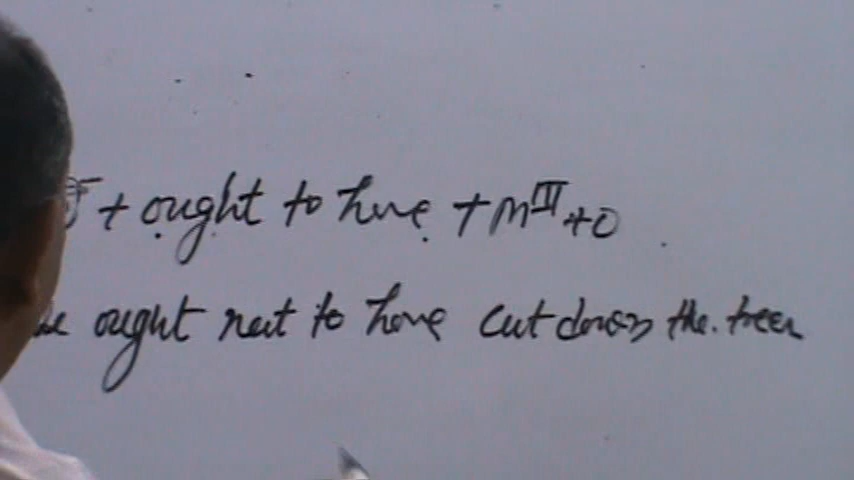 + ought to have + M^III + O
ought not to have cut down the trees